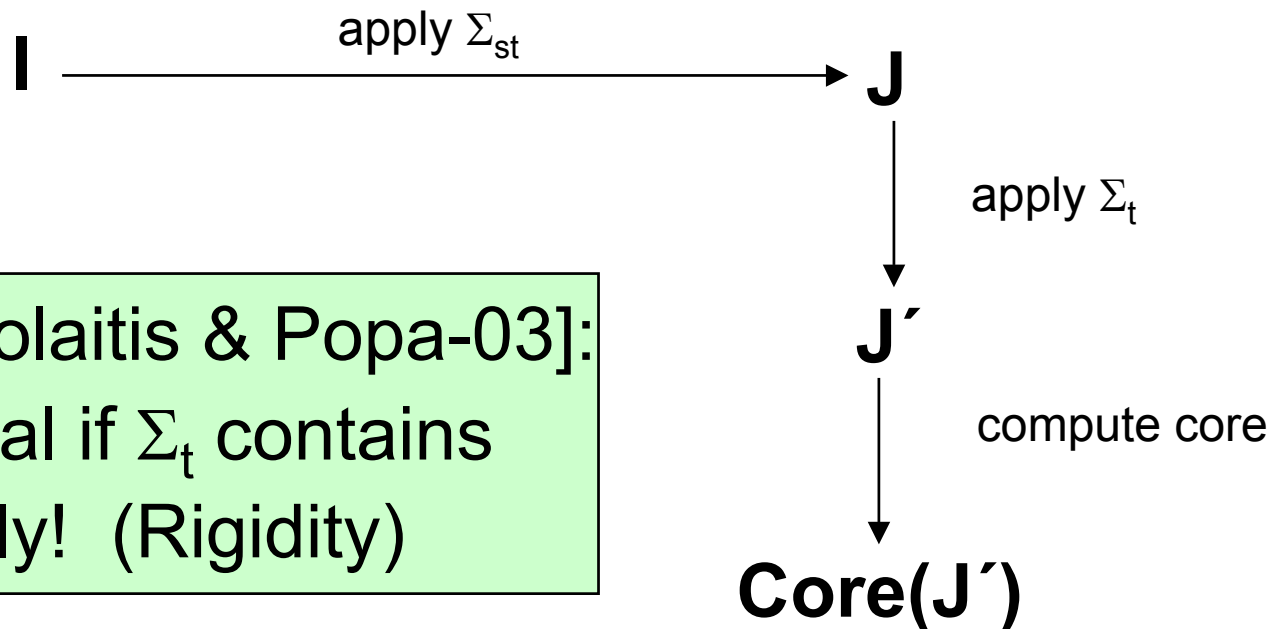 I apply Σst J
apply Σt
olaitis & Popa-03]:
J´
al if Σt contains
compute core
ly! (Rigidity)
Core(J´)